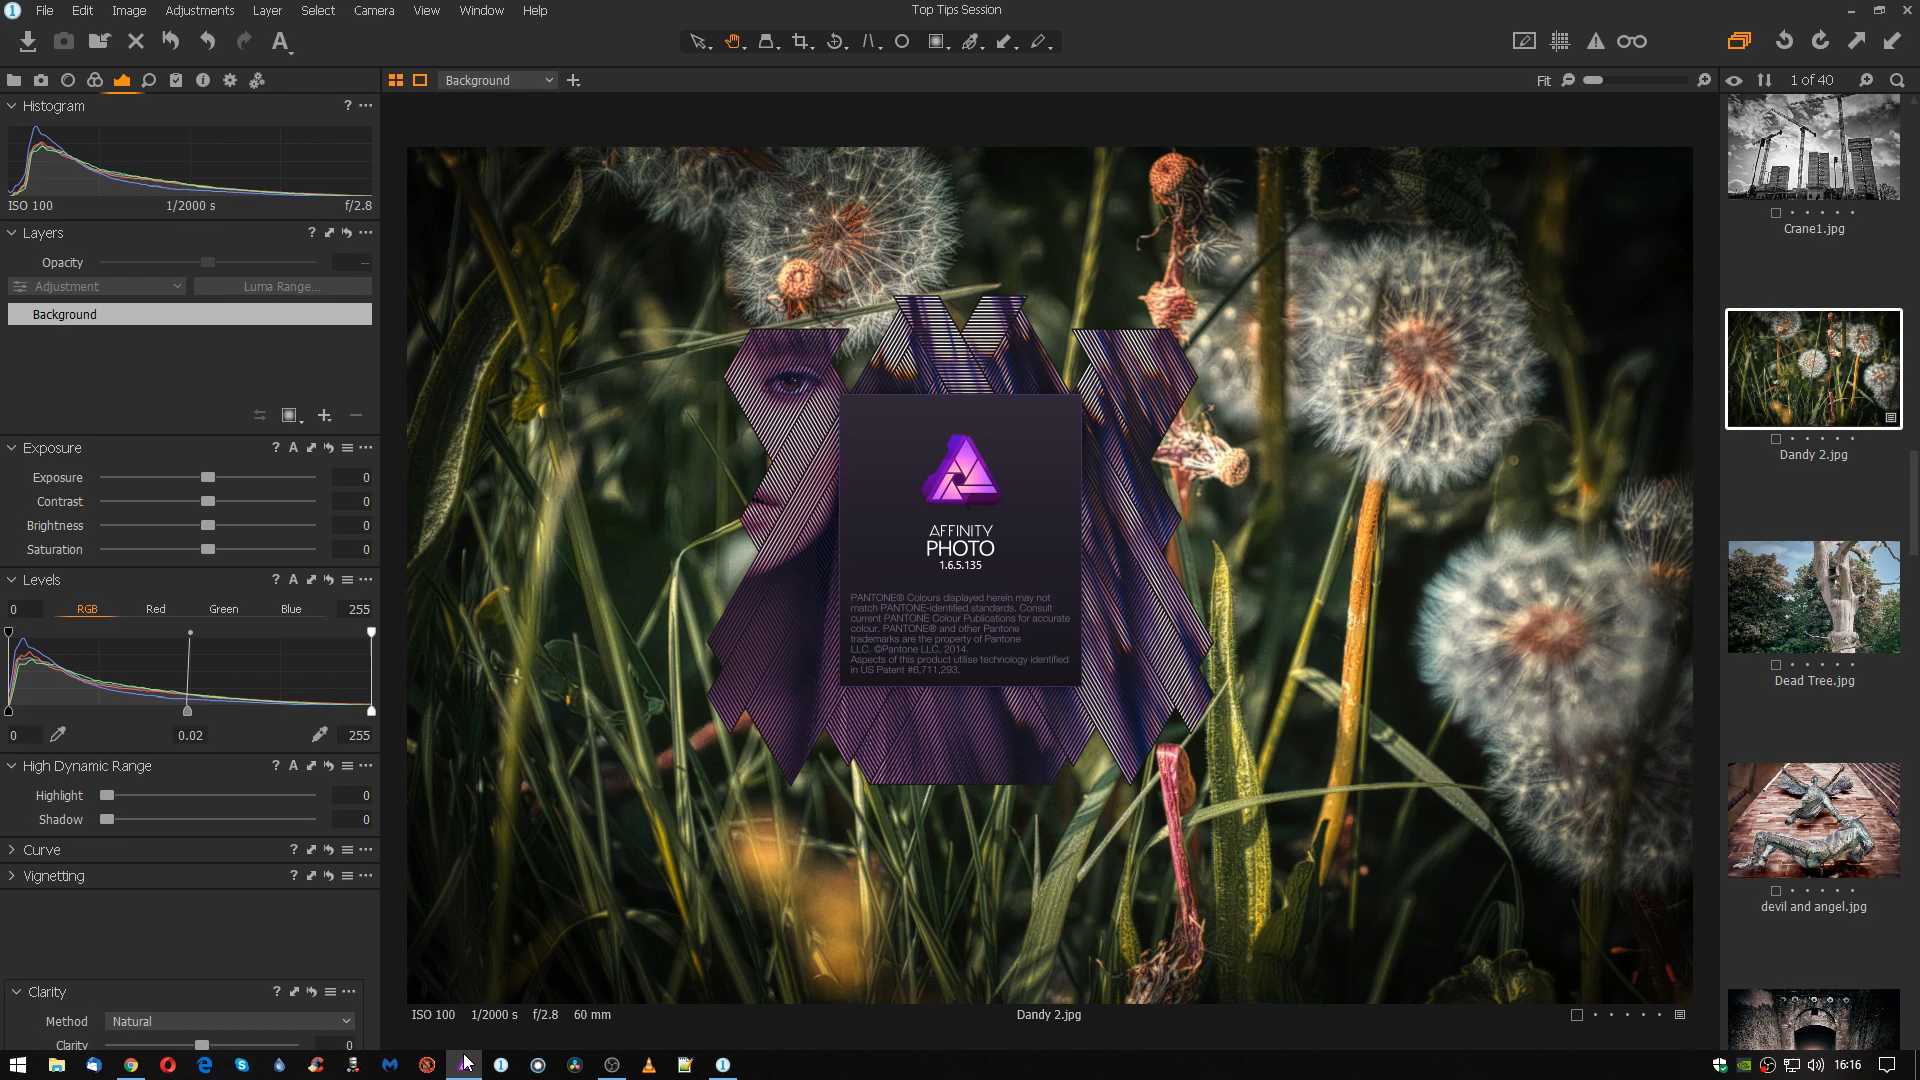 File Edit Image Adjustments Layer Select Camera View Window Help
Top Tips Session
Background
Fit
1 of 40
Histogram
ISO 100 1/2000 s f/2.8
Layers
Opacity --
Adjustment Luma Range...
Background
Exposure
Exposure 0
Contrast 0
Brightness 0
Saturation 0
Levels
0 RGB Red Green Blue 255
0 0.02 255
High Dynamic Range
Highlight 0
Shadow 0
Curve
Vignetting
Clarity
Method Natural
Clarity 0
AFFINITY
PHOTO
1.6.5.135
PANTONE® Colours displayed herein may not
match PANTONE-identified standards. Consult
current PANTONE Colour Publications for accurate
colour. PANTONE® and other Pantone
trademarks are the property of Pantone
LLC. ©Pantone LLC, 2014.
Aspects of this product utilise technology identified
in US Patent #6,711,293.
ISO 100 1/2000 s f/2.8 60 mm
Dandy 2.jpg
Crane1.jpg
Dandy 2.jpg
Dead Tree.jpg
devil and angel.jpg
16:16